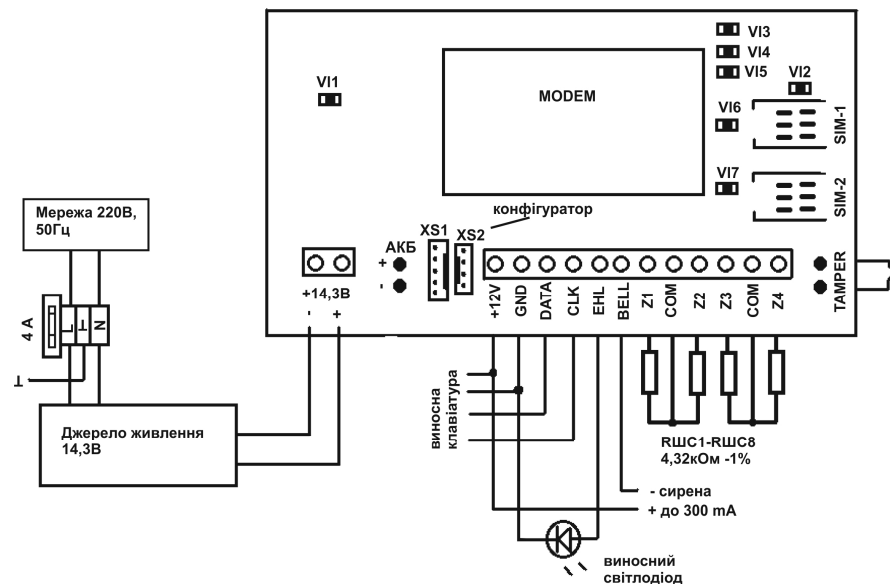 VI3
VI4
VI5
VI1
VI2
MODEM
VI6
SIM-1
VI7
SIM-2
Мережа 220В,
50Гц
конфігуратор
XS1
XS2
АКБ
+
-
+14,3В
- +
+12V
GND
DATA
CLK
EHL
BELL
Z1
COM
Z2
Z3
COM
Z4
TAMPER
4 А
L
N
виносна
клавіатура
Джерело живлення
14,3В
RШС1-RШС8
4,32кОм -1%
- сирена
+ до 300 mA
виносний
світлодіод